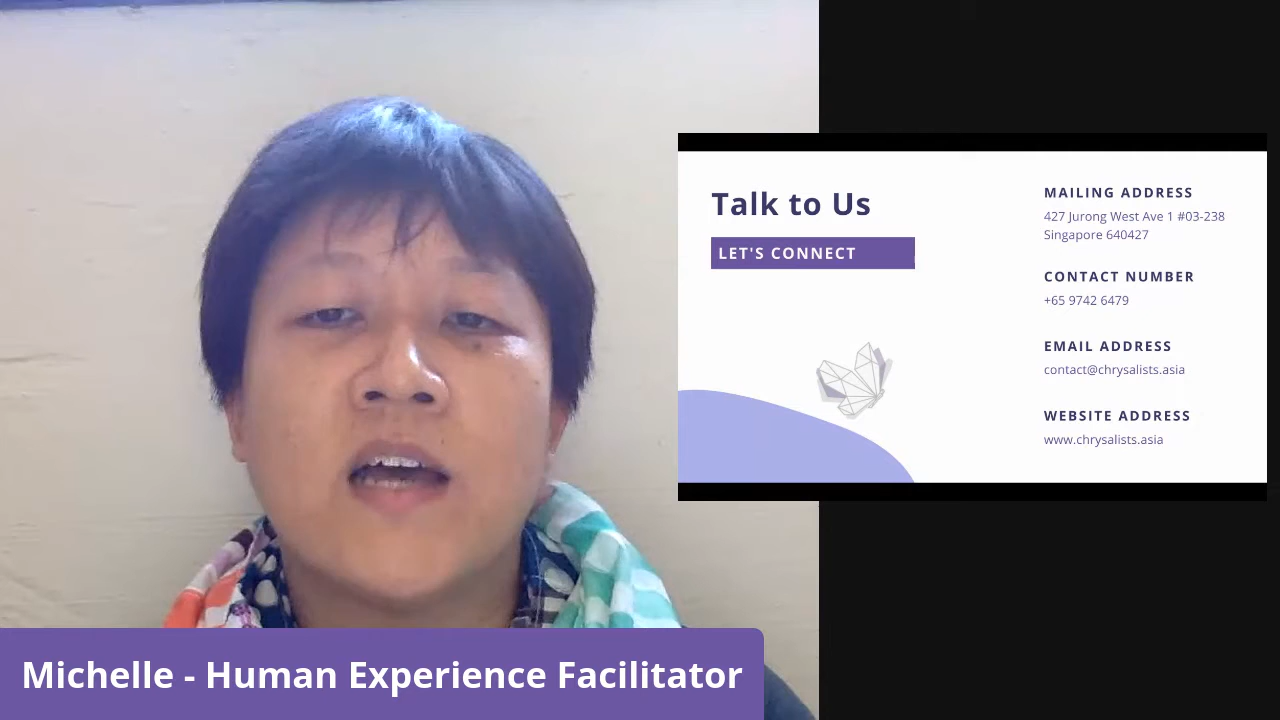 Talk to Us
LET'S CONNECT
MAILING ADDRESS
427 Jurong West Ave 1 #03-238
Singapore 640427
CONTACT NUMBER
+65 9742 6479
EMAIL ADDRESS
contact@chrysalists.asia
WEBSITE ADDRESS
www.chrysalists.asia
Michelle - Human Experience Facilitator